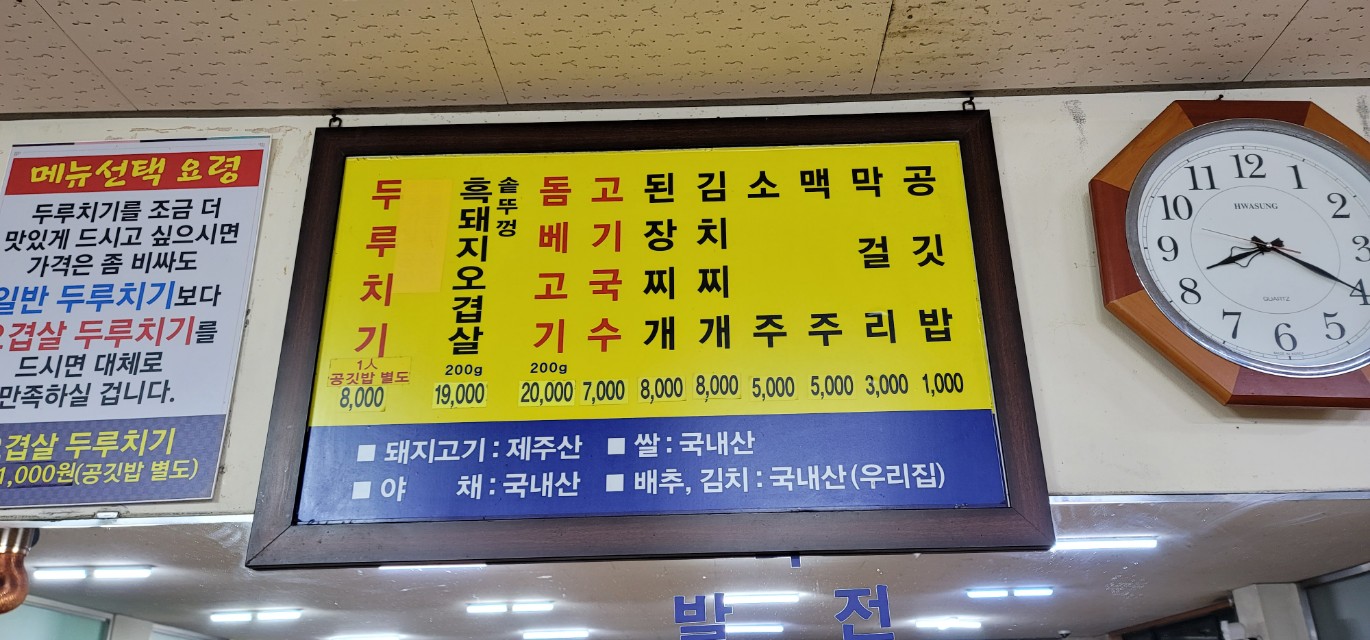 메뉴선택 요령
두루치기를 조금 더
맛있게 드시고 싶으시면
가격은 좀 비싸도
일반 두루치기보다
오겹살 두루치기를
드시면 대체로
만족하실 겁니다.
오겹살 두루치기
1,000원(공깃밥 별도)
두루치기
1人
공깃밥 별도
8,000
솥뚜껑
흑돼지오겹살
200g
19,000
돔베고기
200g
20,000
고기국수
7,000
된장찌개
8,000
김치찌개
8,000
소주
5,000
맥주
5,000
막걸리
3,000
공깃밥
1,000
■ 돼지고기 : 제주산 ■ 쌀 : 국내산
■ 야 채 : 국내산 ■ 배추, 김치 : 국내산(우리집)
12
1
2
3
4
5
6
7
8
9
10
11
HWASUNG
QUARTZ
발 전